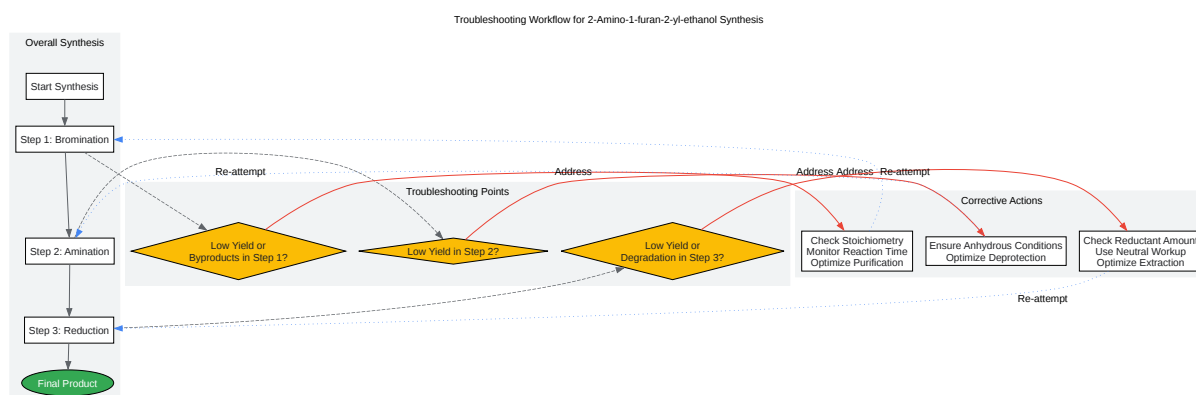 Troubleshooting Workflow for 2-Amino-1-furan-2-yl-ethanol Synthesis
Overall Synthesis
Start Synthesis
Step 1: Bromination
Re-attempt
Address
Address
Address
Re-attempt
Troubleshooting Points
Corrective Actions
Step 2: Amination
Low Yield or
Byproducts in Step 1?
Low Yield in Step 2?
Low Yield or
Degradation in Step 3?
Check Stoichiometry
Monitor Reaction Time
Optimize Purification
Ensure Anhydrous Conditions
Optimize Deprotection
Check Reductant Amount
Use Neutral Workup
Optimize Extraction
Re-attempt
Step 3: Reduction
Final Product